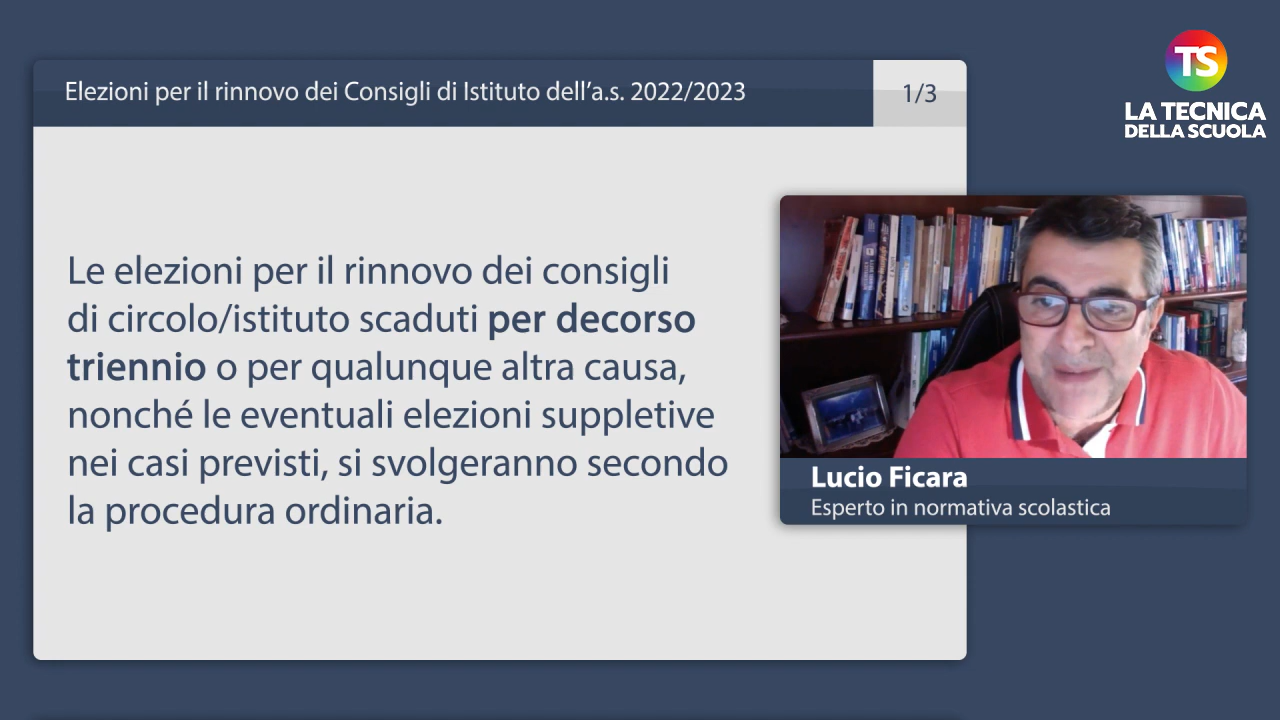 Elezioni per il rinnovo dei Consigli di Istituto dell'a.s. 2022/2023
1/3
TS
LA TECNICA
DELLA SCUOLA
Le elezioni per il rinnovo dei consigli
di circolo/istituto scaduti per decorso
triennio o per qualunque altra causa,
nonché le eventuali elezioni suppletive
nei casi previsti, si svolgeranno secondo
la procedura ordinaria.
Lucio Ficara
Esperto in normativa scolastica